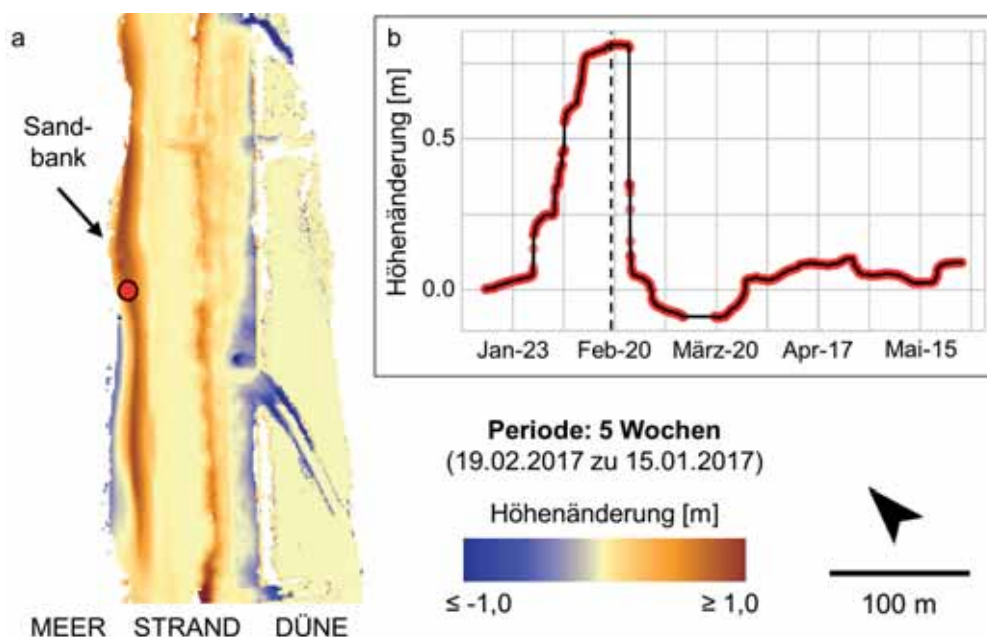 a
Sand-
bank
MEER STRAND DÜNE
b
Höhenänderung [m]
0.5
0.0
Jan-23 Feb-20 März-20 Apr-17 Mai-15
Periode: 5 Wochen
(19.02.2017 zu 15.01.2017)
Höhenänderung [m]
≤ -1,0 ≥ 1,0
100 m